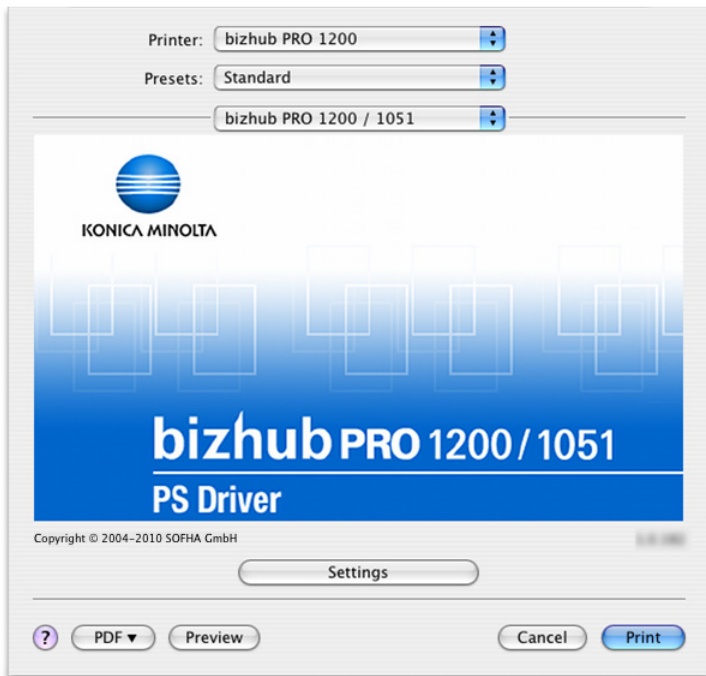 Printer: bizhub PRO 1200
Presets: Standard
bizhub PRO 1200 / 1051
KONICA MINOLTA
bizhub PRO 1200 / 1051
PS Driver
Copyright © 2004-2010 SOFHA GmbH
Settings
? PDF ▼ Preview Cancel Print